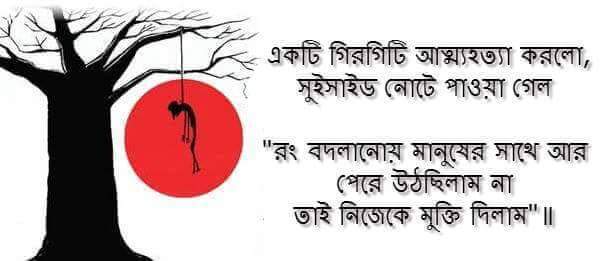 একটি গিরগিটি আত্মহত্যা করলো,
সুইসাইড নোটে পাওয়া গেল
"রং বদলানোয় মানুষের সাথে আর
পেরে উঠছিলাম না
তাই নিজেকে মুক্তি দিলাম"॥